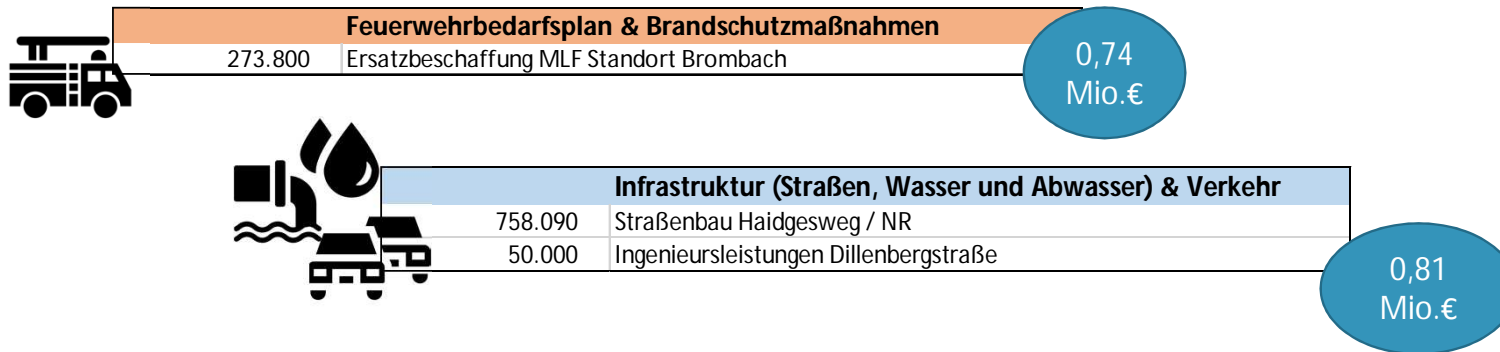 Feuerwehrbedarfsplan & Brandschutzmaßnahmen
273.800 Ersatzbeschaffung MLF Standort Brombach
0,74
Mio.€
Infrastruktur (Straßen, Wasser und Abwasser) & Verkehr
758.090 Straßenbau Haidgesweg / NR
50.000 Ingenieursleistungen Dillenbergstraße
0,81
Mio.€